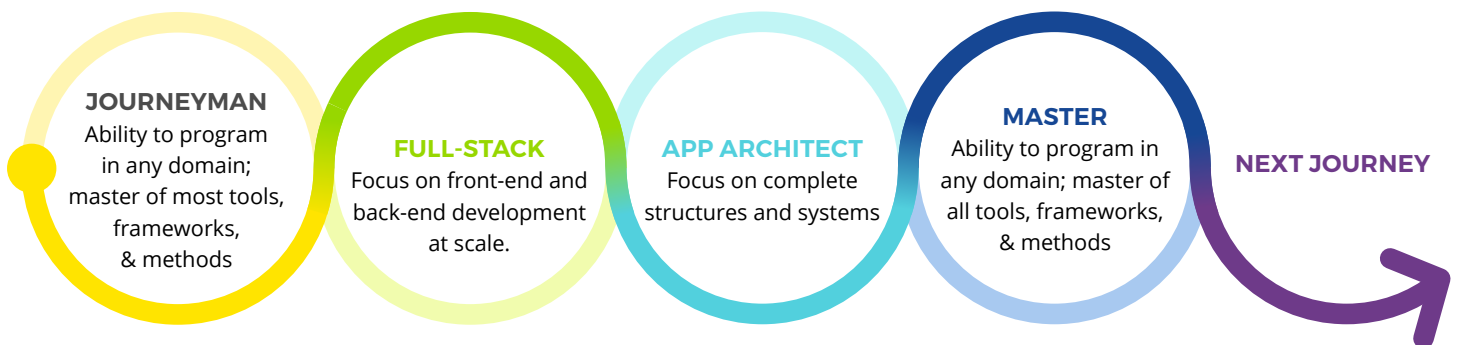 JOURNEYMAN
Ability to program
in any domain;
master of most tools,
frameworks,
& methods
FULL-STACK
Focus on front-end and
back-end development
at scale.
APP ARCHITECT
Focus on complete
structures and systems
MASTER
Ability to program in
any domain; master of
all tools, frameworks,
& methods
NEXT JOURNEY